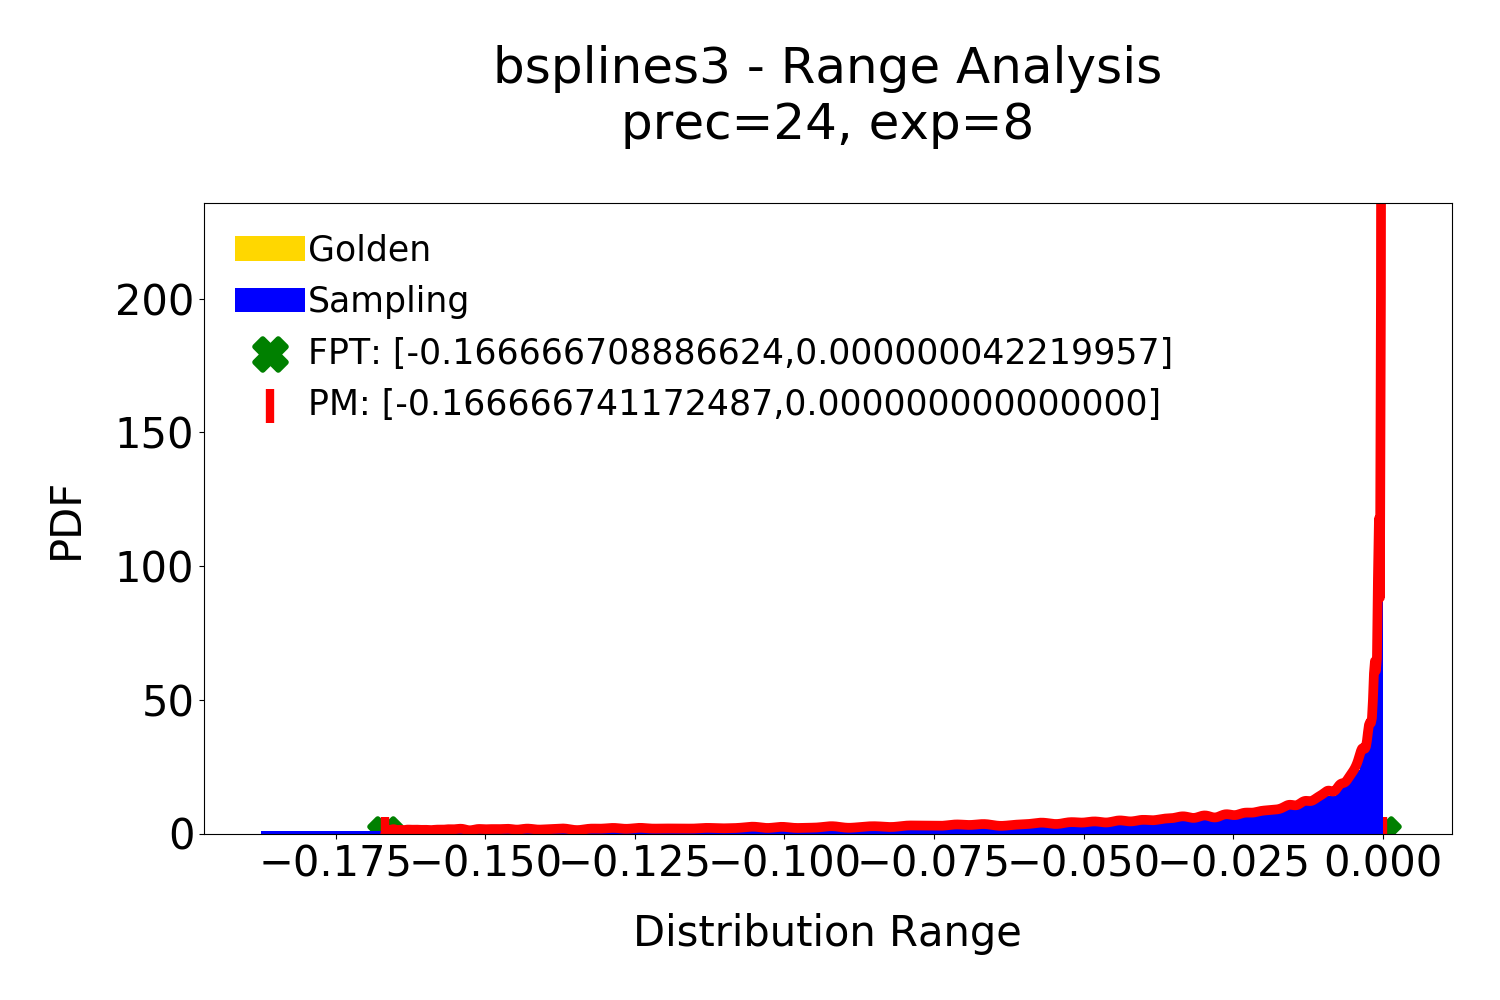 bsplines3 - Range Analysis
prec=24, exp=8
Golden
Sampling
FPT: [-0.166666708886624,0.000000042219957]
PM: [-0.166666741172487,0.000000000000000]
PDF
200
150
100
50
0
−0.175 −0.150 −0.125 −0.100 −0.075 −0.050 −0.025 0.000
Distribution Range